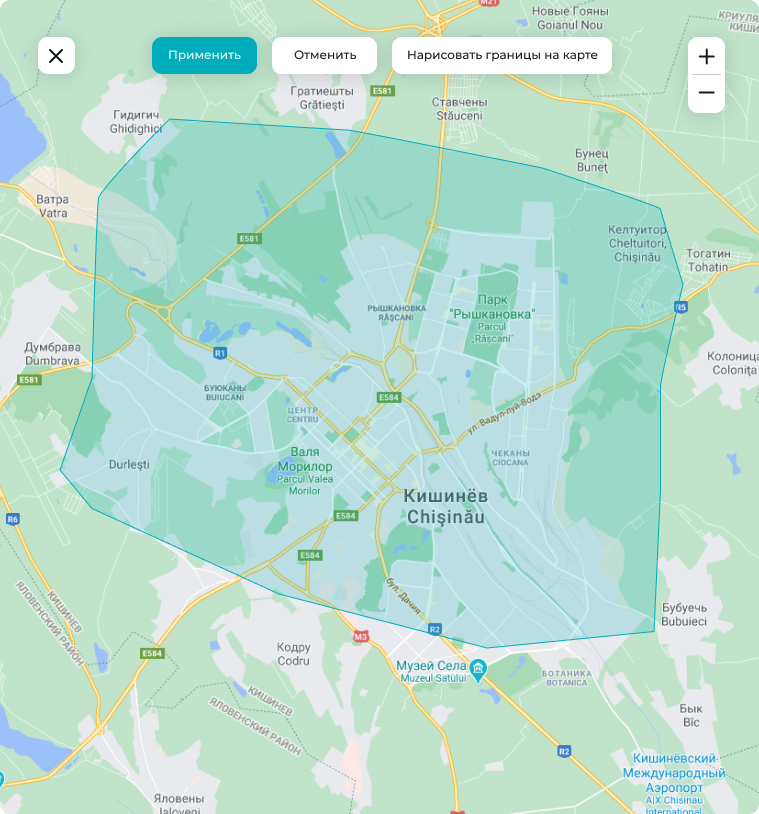 M21
Новые Гояны
Goianul Nou
Применить
Отменить
Нарисовать границы на карте
Гратиешты
Grătiești
E581
Ставчены
Stăuceni
Гидигич
Ghidighici
Бунец
Buneț
Ватра
Vatra
E581
Келтуитор
Cheltuitori,
Chișinău
Тогатин
Tohatin
Парк
"Рышкановка"
Parcul
„Râșcani"
РЫШКАНОВКА
RÂȘCANI
R5
Думбрава
Dumbrava
R1
Колоница
Colonița
E581
БУЮКАНЫ
BUIUCANI
E584
ЦЕНТР
CENTRU
ул. Вадул-луй-Водэ
Валя
Морилор
Parcul Valea
Morilor
ЧЕКАНЫ
CIOCANA
Durlești
Кишинёв
Chișinău
R6
E584
E584
бул. Дачия
КИШИНЕВ
ЯЛОВЕНСКИЙ РАЙОН
Бубуечь
Bubuieci
R2
M3
E584
Кодру
Codru
Музей Села
Muzeul Satului
БОТАНИКА
BOTANICA
КИШИНЕВ
ЯЛОВЕНСКИЙ РАЙОН
Бык
Bîc
R2
Кишинёвский
Международный
Аэропорт
Яловены
Ialoveni
A|X Chisinau
International